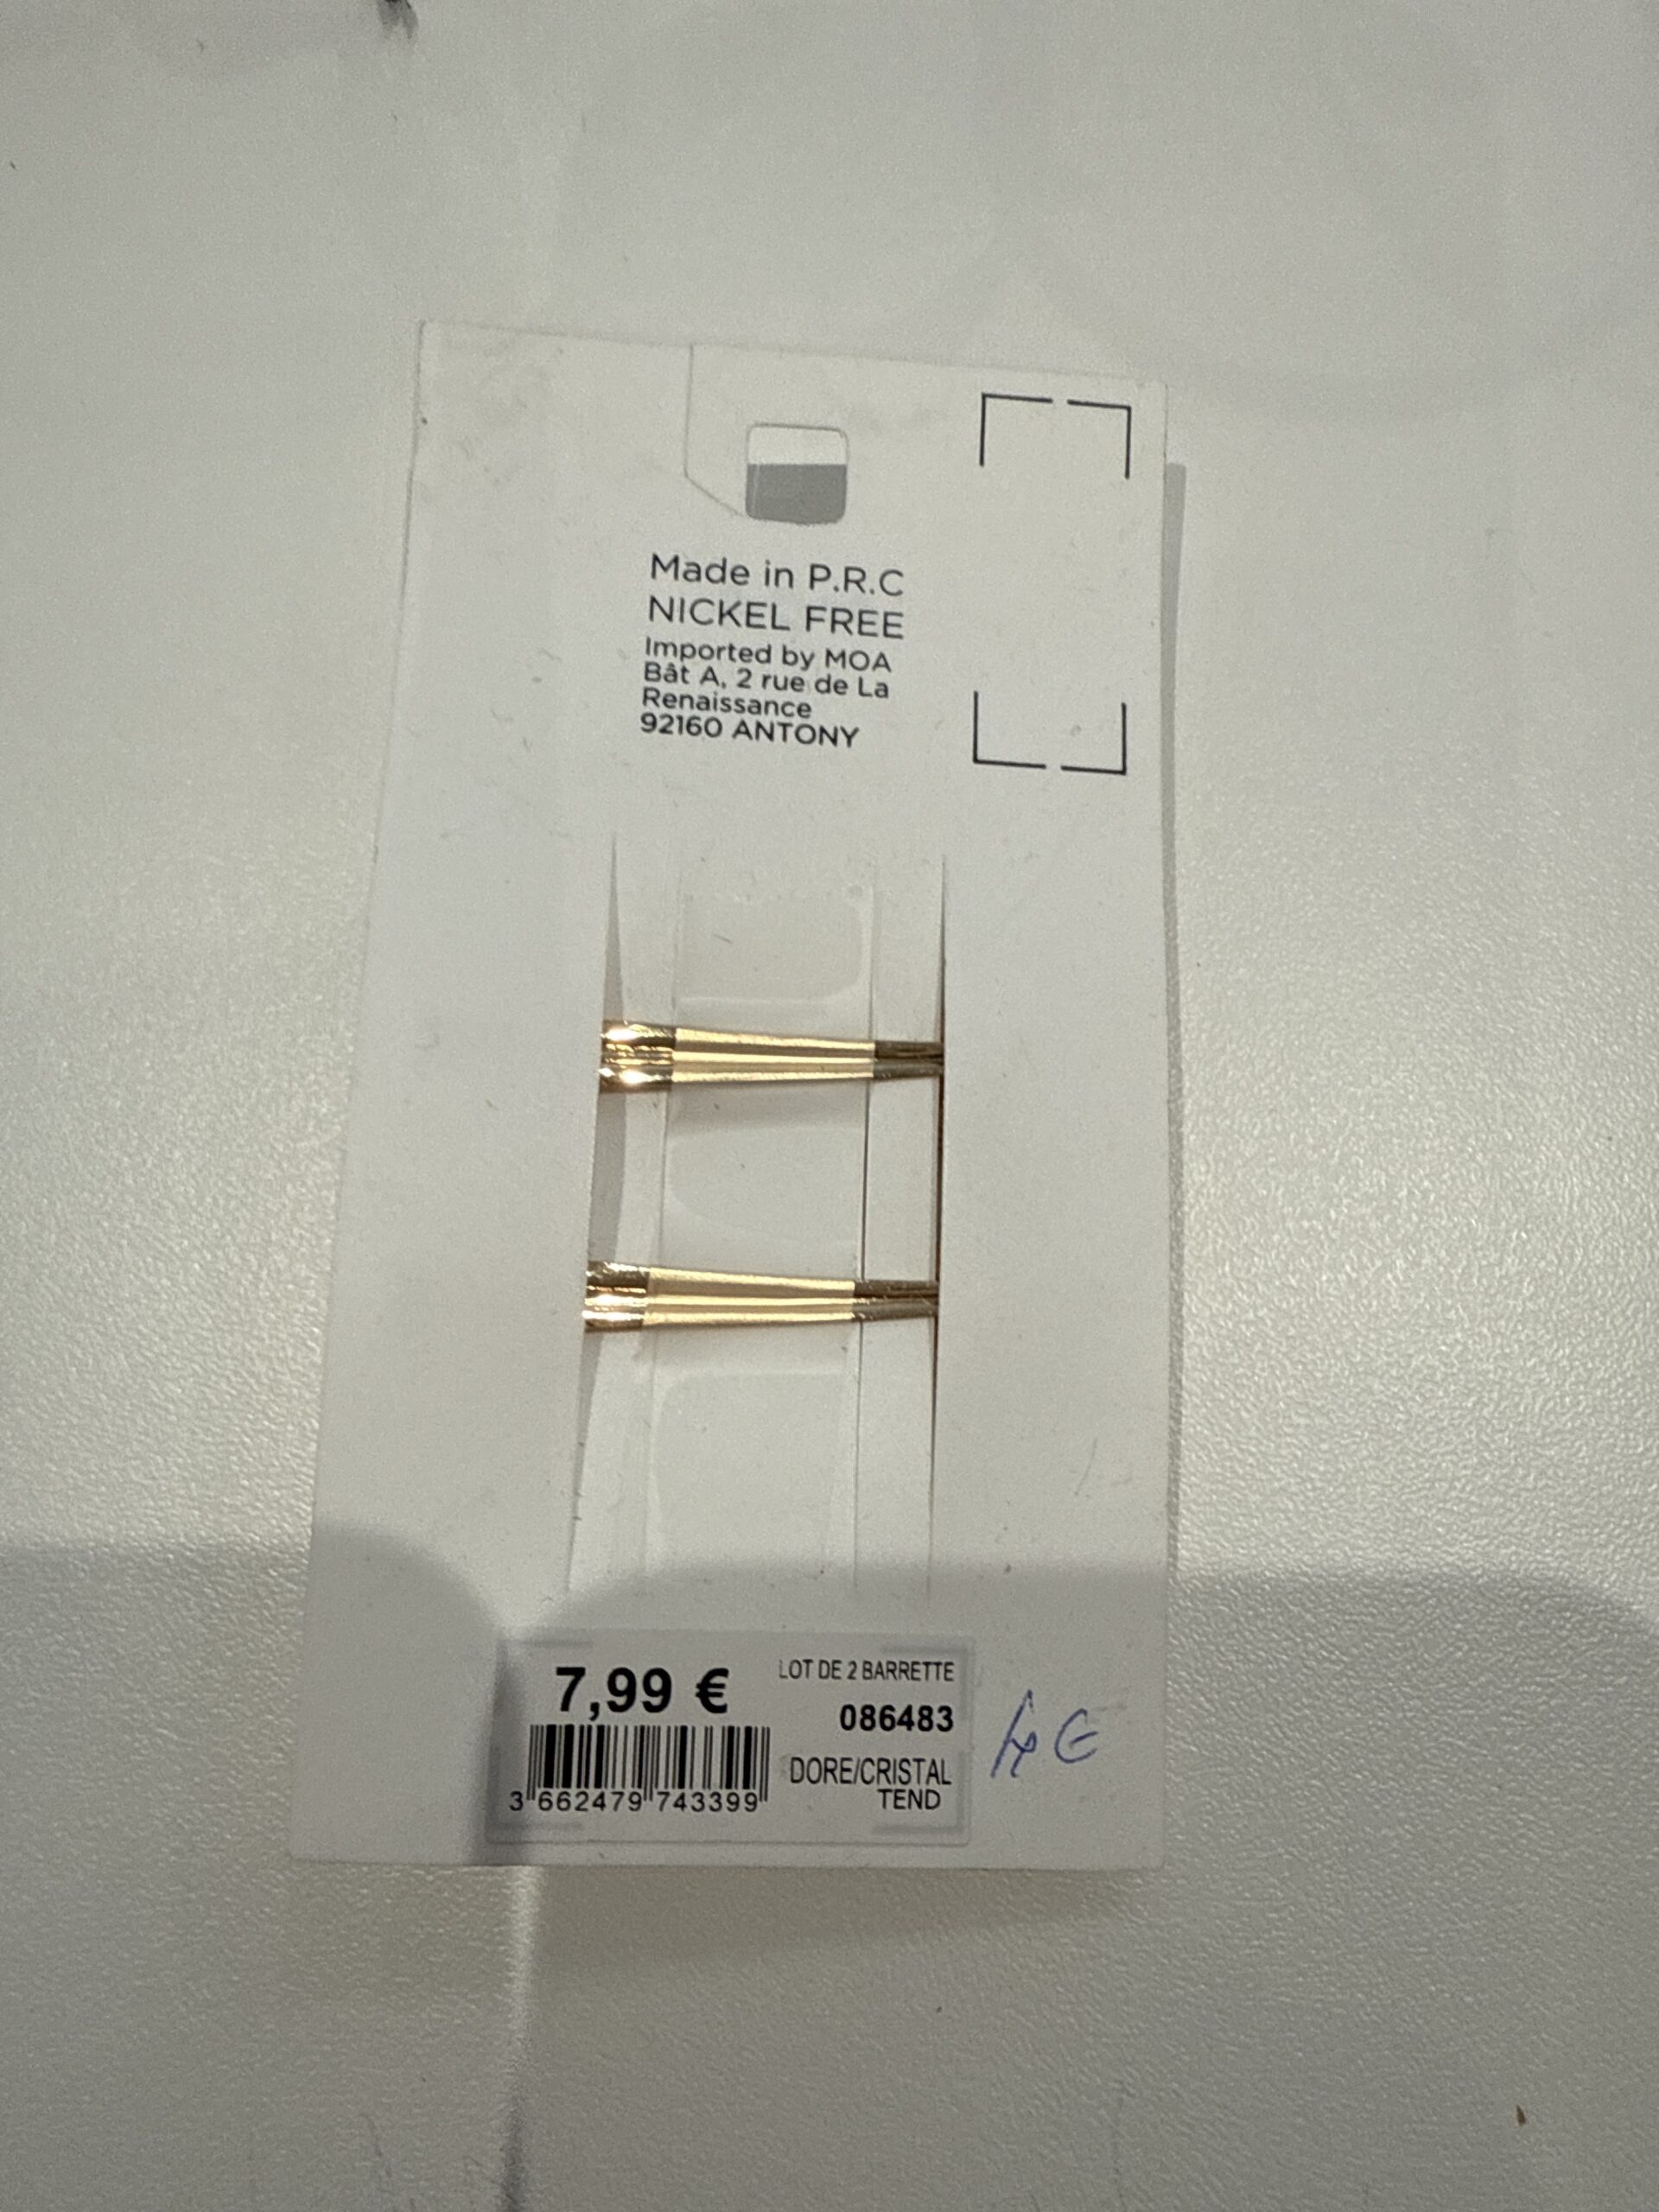 Made in P.R.C
NICKEL FREE
Imported by MOA
Bât A, 2 rue de La
Renaissance
92160 ANTONY
7,99 €
LOT DE 2 BARRETTE
086483
DORE/CRISTAL
TEND
3 662479 743399
4 €